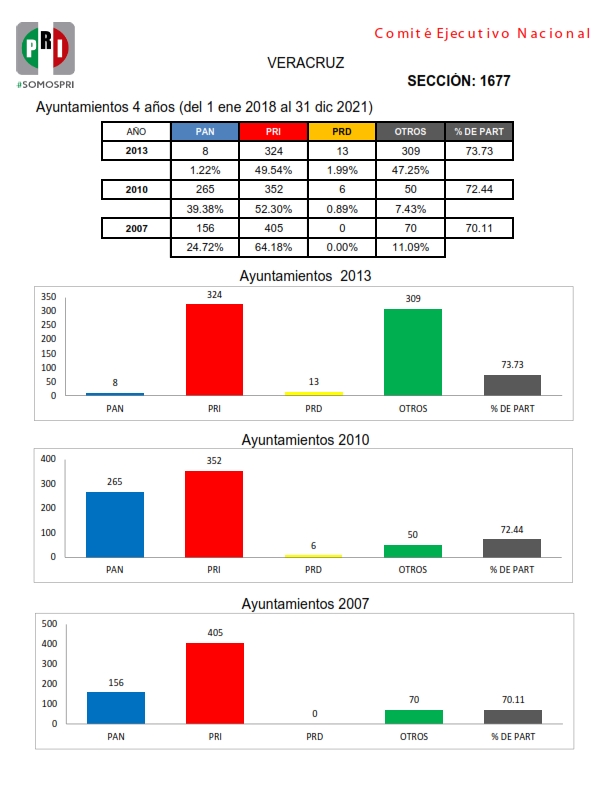 Comité Ejecutivo Nacional
PRI
#SOMOSPRI
VERACRUZ
SECCIÓN: 1677
Ayuntamientos 4 años (del 1 ene 2018 al 31 dic 2021)
AÑO PAN PRI PRD OTROS % DE PART
2013 8 324 13 309 73.73
1.22% 49.54% 1.99% 47.25%
2010 265 352 6 50 72.44
39.38% 52.30% 0.89% 7.43%
2007 156 405 0 70 70.11
24.72% 64.18% 0.00% 11.09%
Ayuntamientos 2013
350
300
250
200
150
100
50
0
8 324 13 309 73.73
PAN PRI PRD OTROS % DE PART
Ayuntamientos 2010
400
300
200
100
0
265 352 6 50 72.44
PAN PRI PRD OTROS % DE PART
Ayuntamientos 2007
500
400
300
200
100
0
156 405 0 70 70.11
PAN PRI PRD OTROS % DE PART